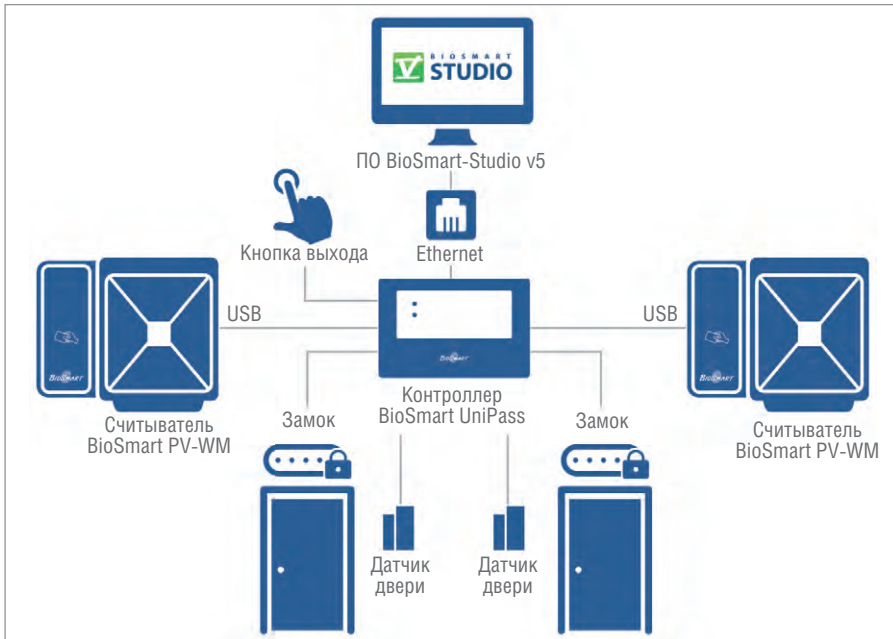 BIOSMART
V STUDIO
ПО BioSmart-Studio v5
Кнопка выхода
Ethernet
USB
USB
BIOSMART
BIOSMART
BIOSMART
Считыватель
BioSmart PV-WM
Замок
Контроллер
BioSmart UniPass
Замок
Считыватель
BioSmart PV-WM
Датчик
двери
Датчик
двери